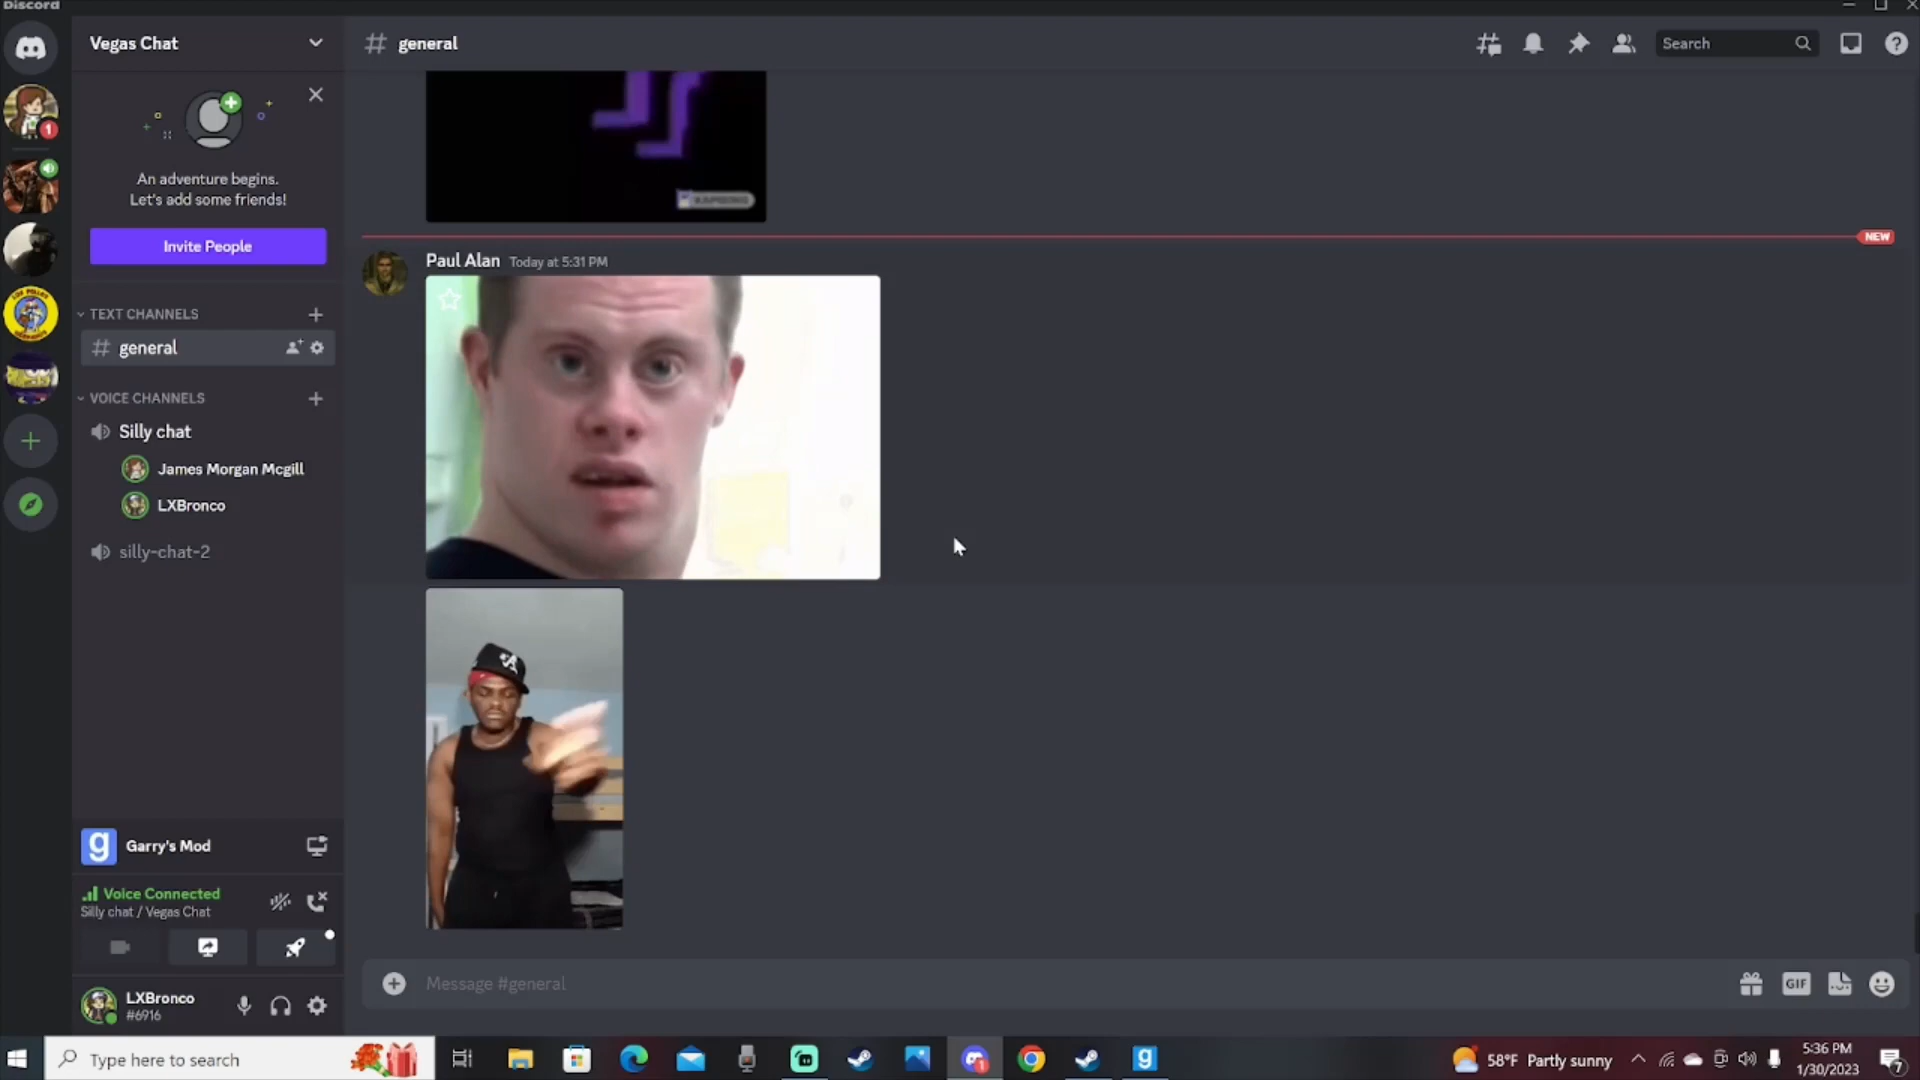 Discord
Vegas Chat
general
Search
An adventure begins.
Let's add some friends!
Invite People
NEW
Paul Alan Today at 5:31 PM
TEXT CHANNELS
general
VOICE CHANNELS
Silly chat
James Morgan Mcgill
LXBronco
silly-chat-2
Garry's Mod
Voice Connected
Silly chat / Vegas Chat
LXBronco
#6916
Message #general
GIF
Type here to search
58°F Partly sunny
5:36 PM
1/30/2023